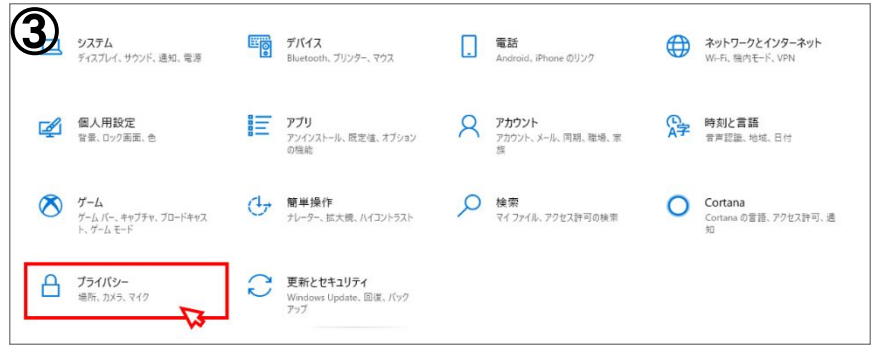 ③
システム
ディスプレイ、サウンド、通知、電源
デバイス
Bluetooth、プリンター、マウス
電話
Android、iPhone のリンク
ネットワークとインターネット
Wi-Fi、機内モード、VPN
個人用設定
背景、ロック画面、色
アプリ
アンインストール、既定値、オプション
の機能
アカウント
アカウント、メール、同期、職場、家
族
時刻と言語
音声認識、地域、日付
ゲーム
ゲーム バー、キャプチャ、ブロードキャス
ト、ゲーム モード
簡単操作
ナレーター、拡大鏡、ハイコントラスト
検索
マイ ファイル、アクセス許可の検索
Cortana
Cortana の言語、アクセス許可、通
知
プライバシー
場所、カメラ、マイク
更新とセキュリティ
Windows Update、回復、バック
アップ